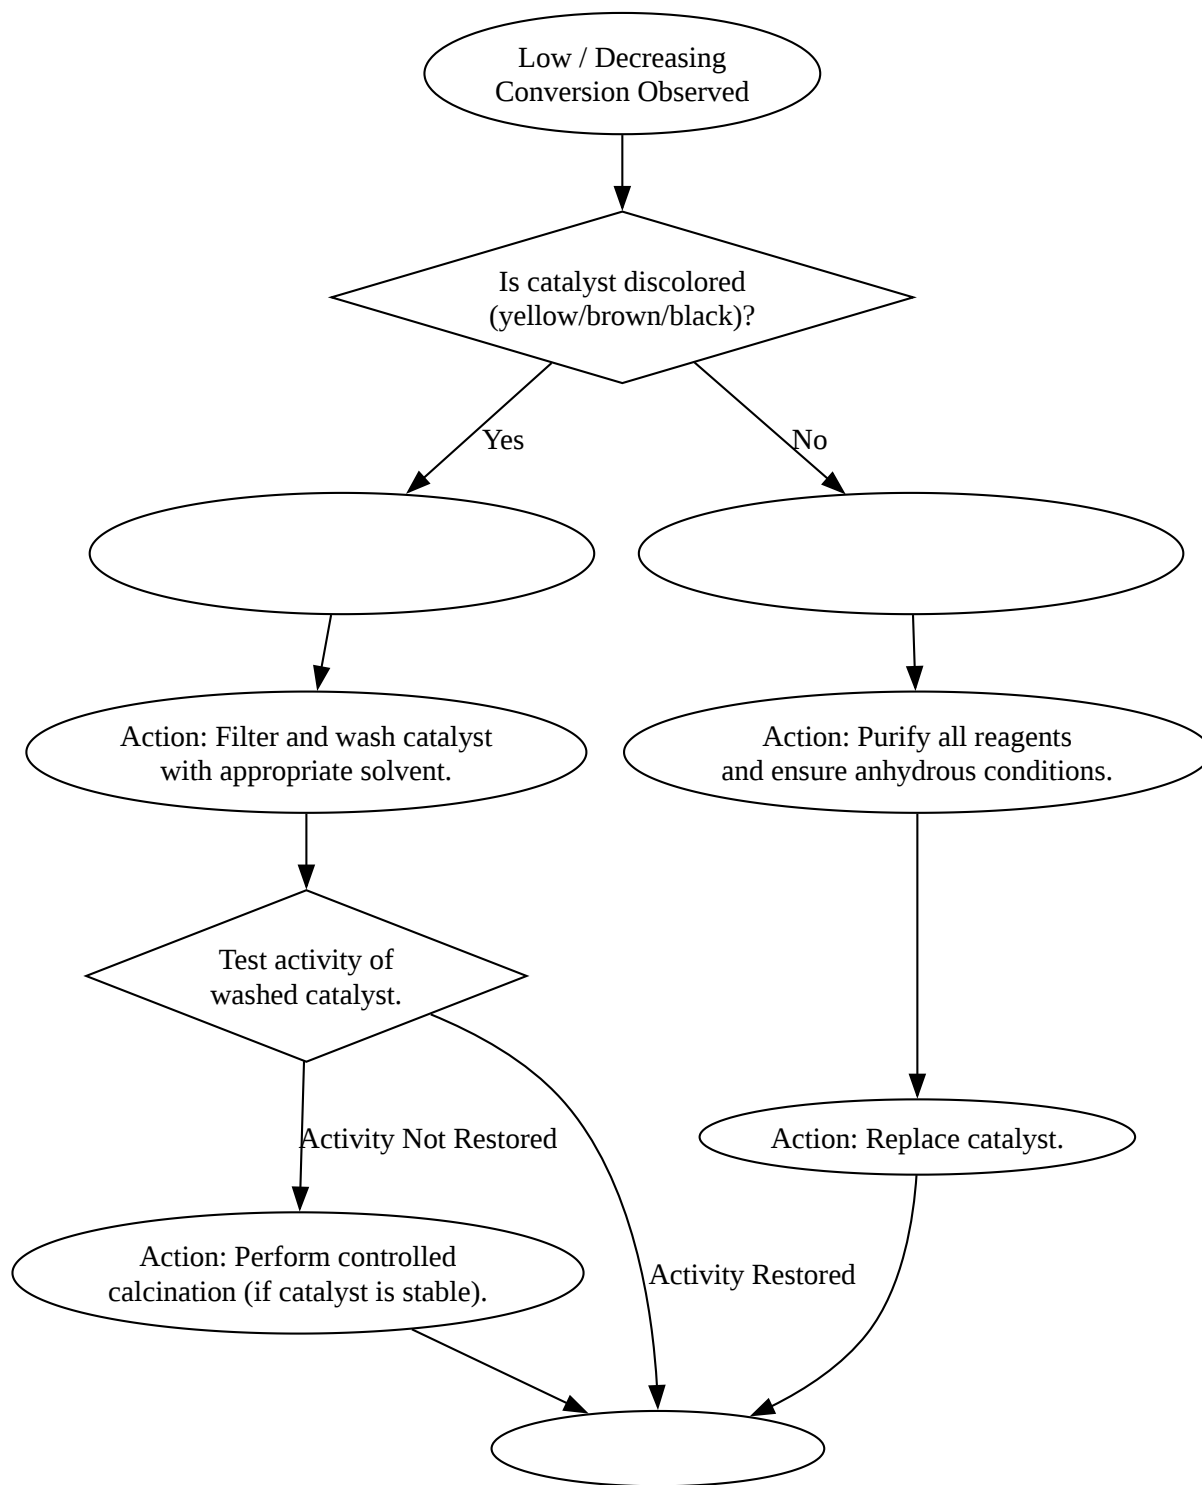 Low / Decreasing
Conversion Observed
Is catalyst discolored
(yellow/brown/black)?
Yes
No
Action: Filter and wash catalyst
with appropriate solvent.
Action: Purify all reagents
and ensure anhydrous conditions.
Test activity of
washed catalyst.
Activity Not Restored
Action: Replace catalyst.
Action: Perform controlled
calcination (if catalyst is stable).
Activity Restored